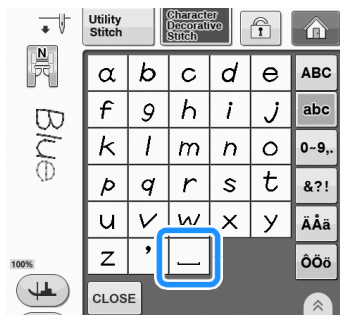 Utility Stitch
Character Decorative Stitch
N
Blue
a b c d e ABC
f g h i j abc
k l m n o 0~9,.
p q r s t &?!
u v w x y ÄÅä
z ' ⎵ ÔÖö
100%
CLOSE